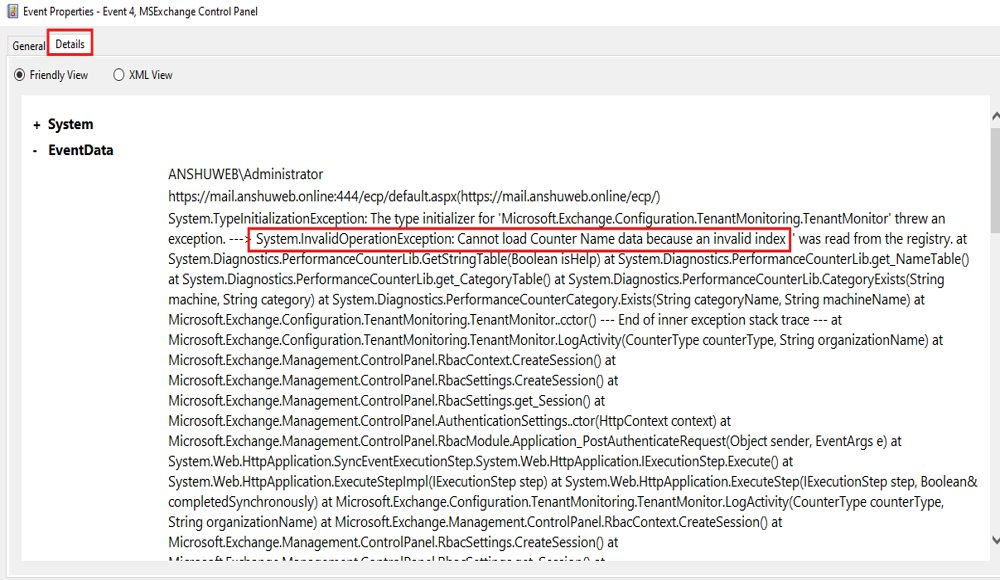 Event Properties - Event 4, MSExchange Control Panel
General
Details
Friendly View
XML View
+ System
- EventData
ANSHUWEB\Administrator
https://mail.anshuweb.online:444/ecp/default.aspx(https://mail.anshuweb.online/ecp/)
System.TypeInitializationException: The type initializer for 'Microsoft.Exchange.Configuration.TenantMonitoring.TenantMonitor' threw an
exception. ---> System.InvalidOperationException: Cannot load Counter Name data because an invalid index ' was read from the registry. at
System.Diagnostics.PerformanceCounterLib.GetStringTable(Boolean isHelp) at System.Diagnostics.PerformanceCounterLib.get_NameTable()
at System.Diagnostics.PerformanceCounterLib.get_CategoryTable() at System.Diagnostics.PerformanceCounterLib.CategoryExists(String
machine, String category) at System.Diagnostics.PerformanceCounterCategory.Exists(String categoryName, String machineName) at
Microsoft.Exchange.Configuration.TenantMonitoring.TenantMonitor..cctor() --- End of inner exception stack trace --- at
Microsoft.Exchange.Configuration.TenantMonitoring.TenantMonitor.LogActivity(CounterType counterType, String organizationName) at
Microsoft.Exchange.Management.ControlPanel.RbacContext.CreateSession() at
Microsoft.Exchange.Management.ControlPanel.RbacSettings.CreateSession() at
Microsoft.Exchange.Management.ControlPanel.RbacSettings.get_Session() at
Microsoft.Exchange.Management.ControlPanel.AuthenticationSettings..ctor(HttpContext context) at
Microsoft.Exchange.Management.ControlPanel.RbacModule.Application_PostAuthenticateRequest(Object sender, EventArgs e) at
System.Web.HttpApplication.SyncEventExecutionStep.System.Web.HttpApplication.IExecutionStep.Execute() at
System.Web.HttpApplication.ExecuteStepImpl(IExecutionStep step) at System.Web.HttpApplication.ExecuteStep(IExecutionStep step, Boolean&
completedSynchronously) at Microsoft.Exchange.Configuration.TenantMonitoring.TenantMonitor.LogActivity(CounterType counterType,
String organizationName) at Microsoft.Exchange.Management.ControlPanel.RbacContext.CreateSession() at
Microsoft.Exchange.Management.ControlPanel.RbacSettings.CreateSession() at
Microsoft.Exchange.Management.ControlPanel.RbacSettings.get_Session() at